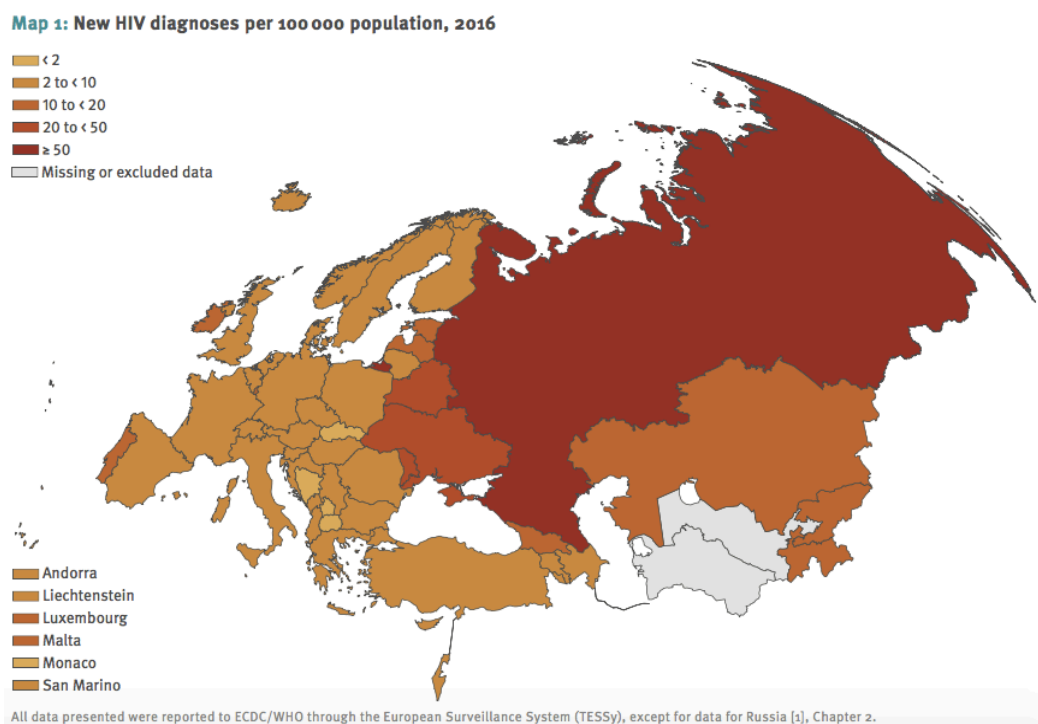 Map 1: New HIV diagnoses per 100 000 population, 2016
< 2
2 to < 10
10 to < 20
20 to < 50
≥ 50
Missing or excluded data
Andorra
Liechtenstein
Luxembourg
Malta
Monaco
San Marino
All data presented were reported to ECDC/WHO through the European Surveillance System (TESSy), except for data for Russia [1], Chapter 2.